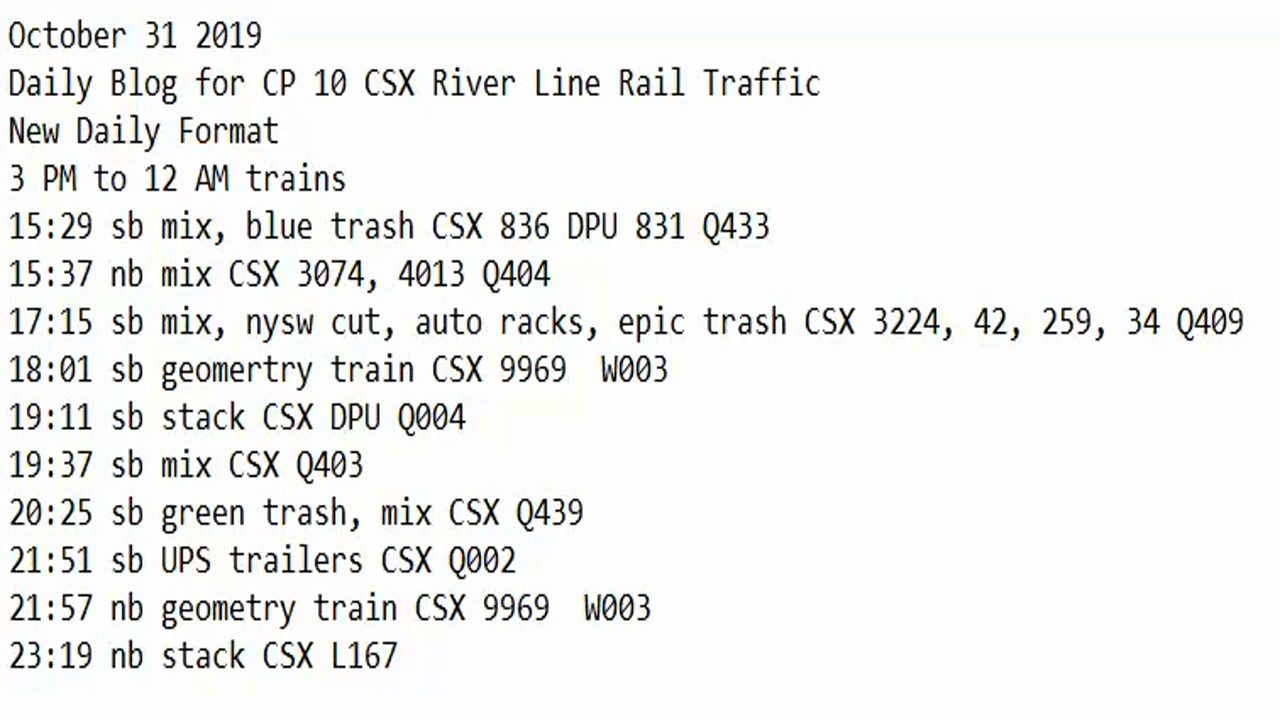 October 31 2019
Daily Blog for CP 10 CSX River Line Rail Traffic
New Daily Format
3 PM to 12 AM trains
15:29 sb mix, blue trash CSX 836 DPU 831 Q433
15:37 nb mix CSX 3074, 4013 Q404
17:15 sb mix, nysw cut, auto racks, epic trash CSX 3224, 42, 259, 34 Q409
18:01 sb geomertry train CSX 9969  W003
19:11 sb stack CSX DPU Q004
19:37 sb mix CSX Q403
20:25 sb green trash, mix CSX Q439
21:51 sb UPS trailers CSX Q002
21:57 nb geometry train CSX 9969  W003
23:19 nb stack CSX L167